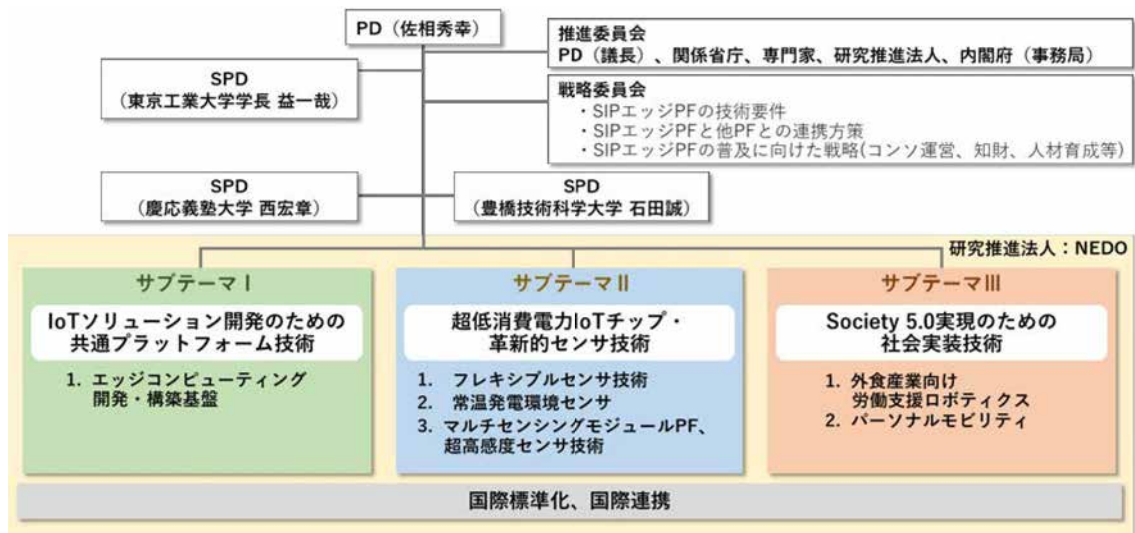 PD（佐相秀幸）
推進委員会
PD（議長）、関係省庁、専門家、研究推進法人、内閣府（事務局）
SPD
（東京工業大学学長 益一哉）
戦略委員会
・SIPエッジPFの技術要件
・SIPエッジPFと他PFとの連携方策
・SIPエッジPFの普及に向けた戦略(コンソ運営、知財、人材育成等)
SPD
（慶応義塾大学 西宏章）
SPD
（豊橋技術科学大学 石田誠）
研究推進法人：NEDO
サブテーマⅠ
IoTソリューション開発のための
共通プラットフォーム技術
1. エッジコンピューティング
開発・構築基盤
サブテーマⅡ
超低消費電力IoTチップ・
革新的センサ技術
1. フレキシブルセンサ技術
2. 常温発電環境センサ
3. マルチセンシングモジュールPF、
超高感度センサ技術
サブテーマⅢ
Society 5.0実現のための
社会実装技術
1. 外食産業向け
労働支援ロボティクス
2. パーソナルモビリティ
国際標準化、国際連携